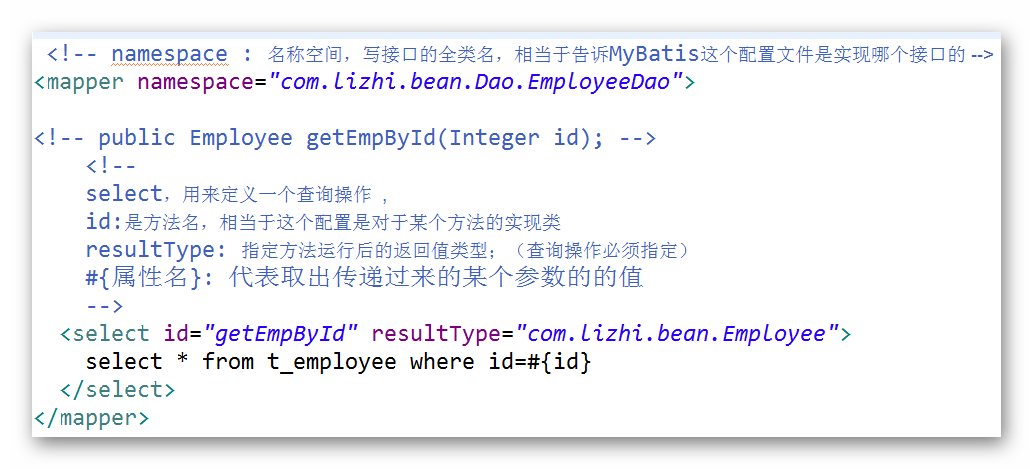 <!-- namespace : 名称空间，写接口的全类名，相当于告诉MyBatis这个配置文件是实现哪个接口的 -->
<mapper namespace="com.lizhi.bean.Dao.EmployeeDao">
<!-- public Employee getEmpById(Integer id); -->
<!--
select，用来定义一个查询操作 ，
id:是方法名，相当于这个配置是对于某个方法的实现类
resultType: 指定方法运行后的返回值类型；（查询操作必须指定）
#{属性名}: 代表取出传递过来的某个参数的的值
-->
<select id="getEmpById" resultType="com.lizhi.bean.Employee">
select * from t_employee where id=#{id}
</select>
</mapper>